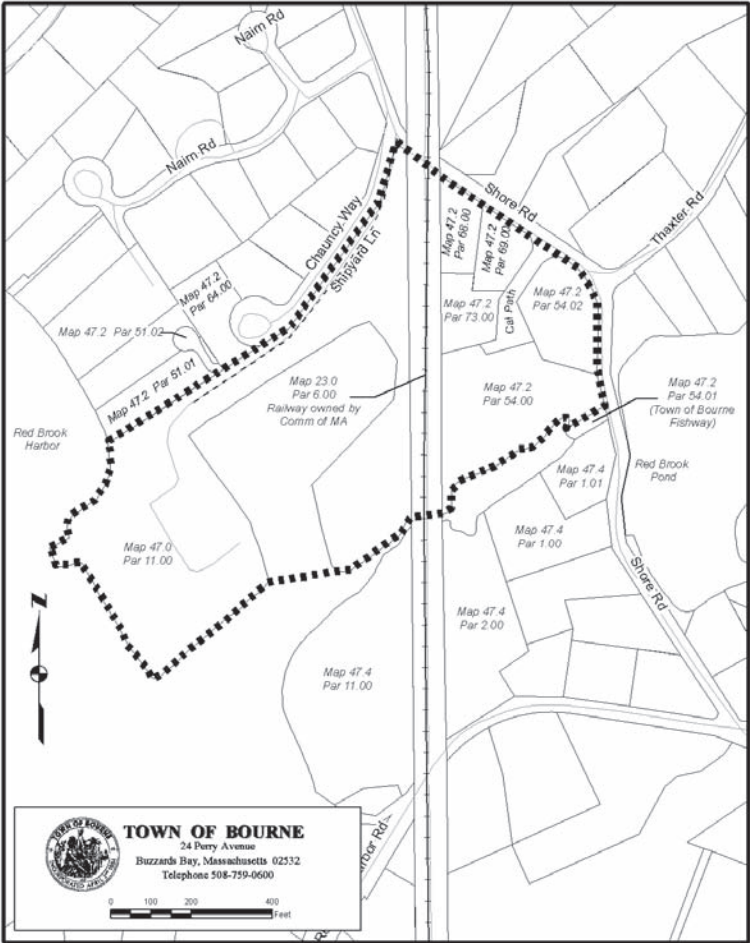 Naim Rd
Naim Rd
Chauncy Way
Shipyard Ln
Shore Rd
Thaxter Rd
Map 47.2
Par 68.00
Map 47.2
Par 69.00
Map 47.2
Par 64.00
Map 47.2 Par 51.02
Map 47.2 Par 51.01
Map 47.2
Par 73.00
Cal Path
Map 47.2
Par 54.02
Map 23.0
Par 6.00
Railway owned by
Comm of MA
Map 47.2
Par 54.00
Map 47.2
Par 54.01
(Town of Bourne
Fishway)
Red Brook
Harbor
Red Brook
Pond
Map 47.4
Par 1.01
Map 47.0
Par 11.00
Map 47.4
Par 1.00
Shore Rd
Map 47.4
Par 2.00
Map 47.4
Par 11.00
Z
TOWN OF BOURNE
24 Perry Avenue
Buzzards Bay, Massachusetts 02532
Telephone 508-759-0600
0 100 200 400
Feet
TOWN OF BOURNE
rbor Rd